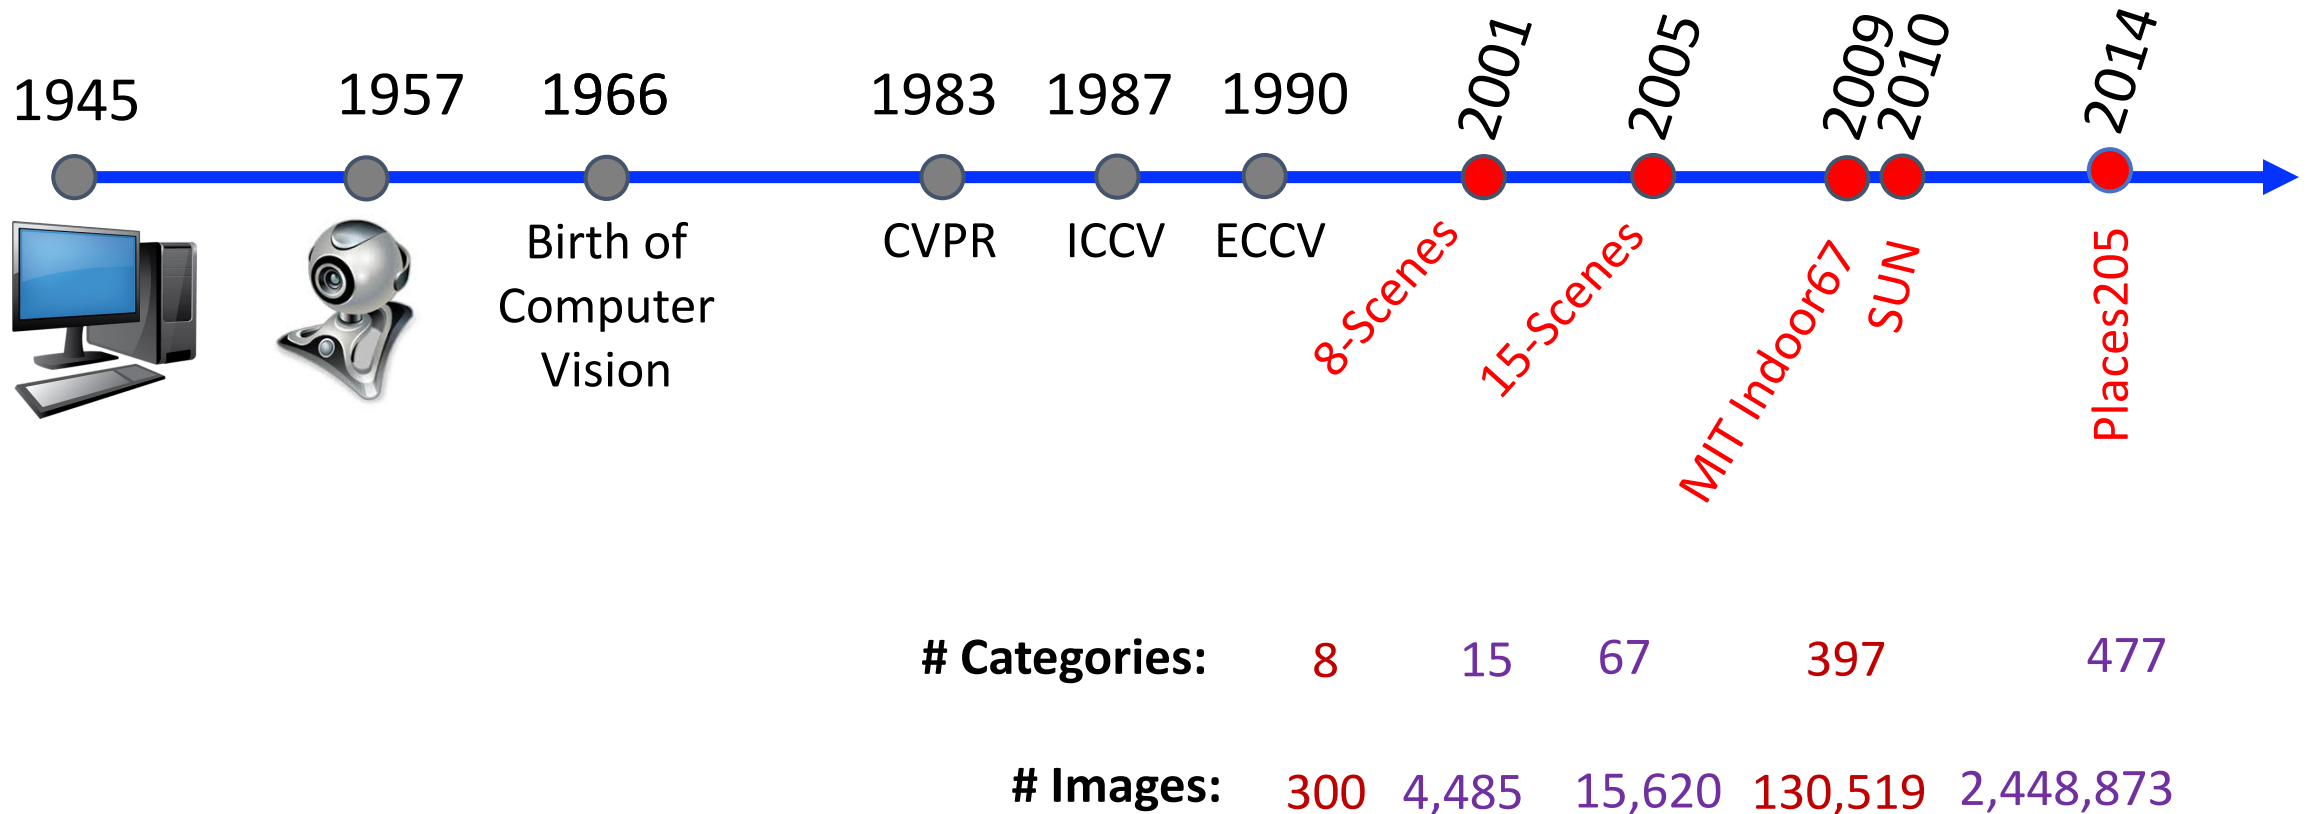 1945 1957 1966 1983 1987 1990 2001 2005 2009 2010 2014
Birth of
Computer
Vision
CVPR ICCV ECCV
8-Scenes
15-Scenes
MIT Indoor67
SUN
Places205
# Categories: 8 15 67 397 477
# Images: 300 4,485 15,620 130,519 2,448,873